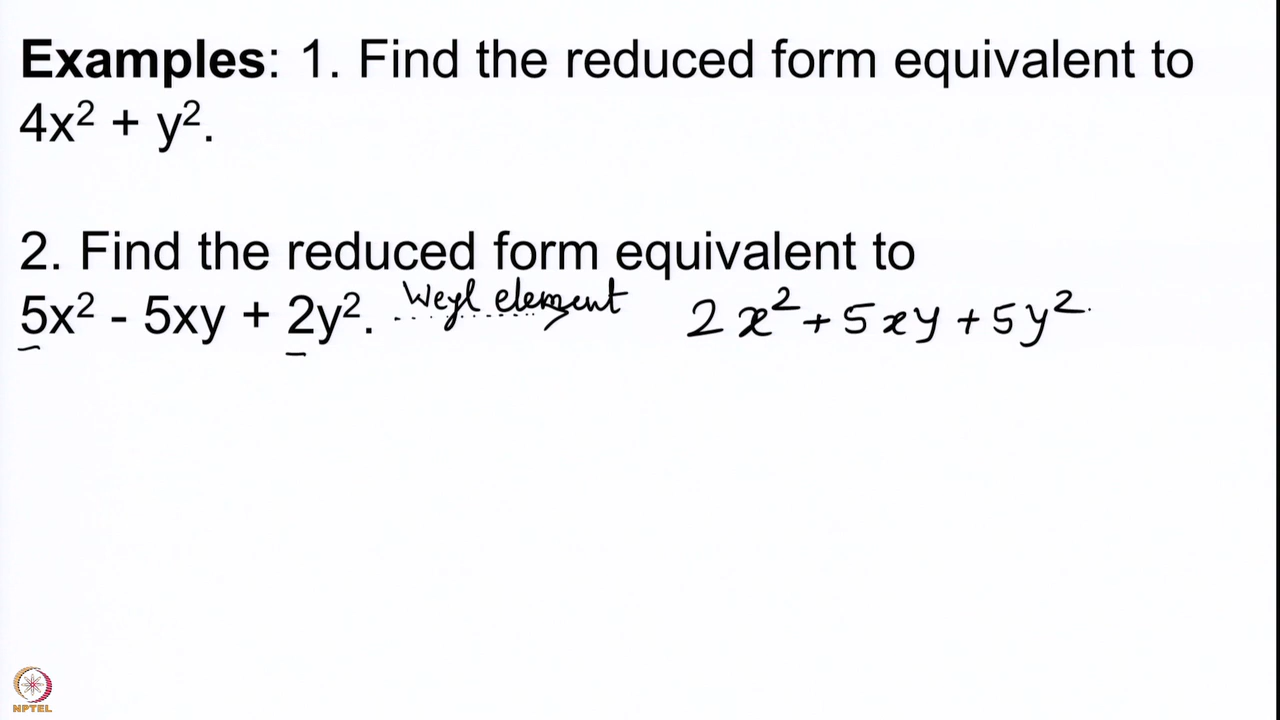 Examples: 1. Find the reduced form equivalent to
4x² + y².
2. Find the reduced form equivalent to
5x² - 5xy + 2y². Weyl element 2x² + 5xy + 5y²
NPTEL